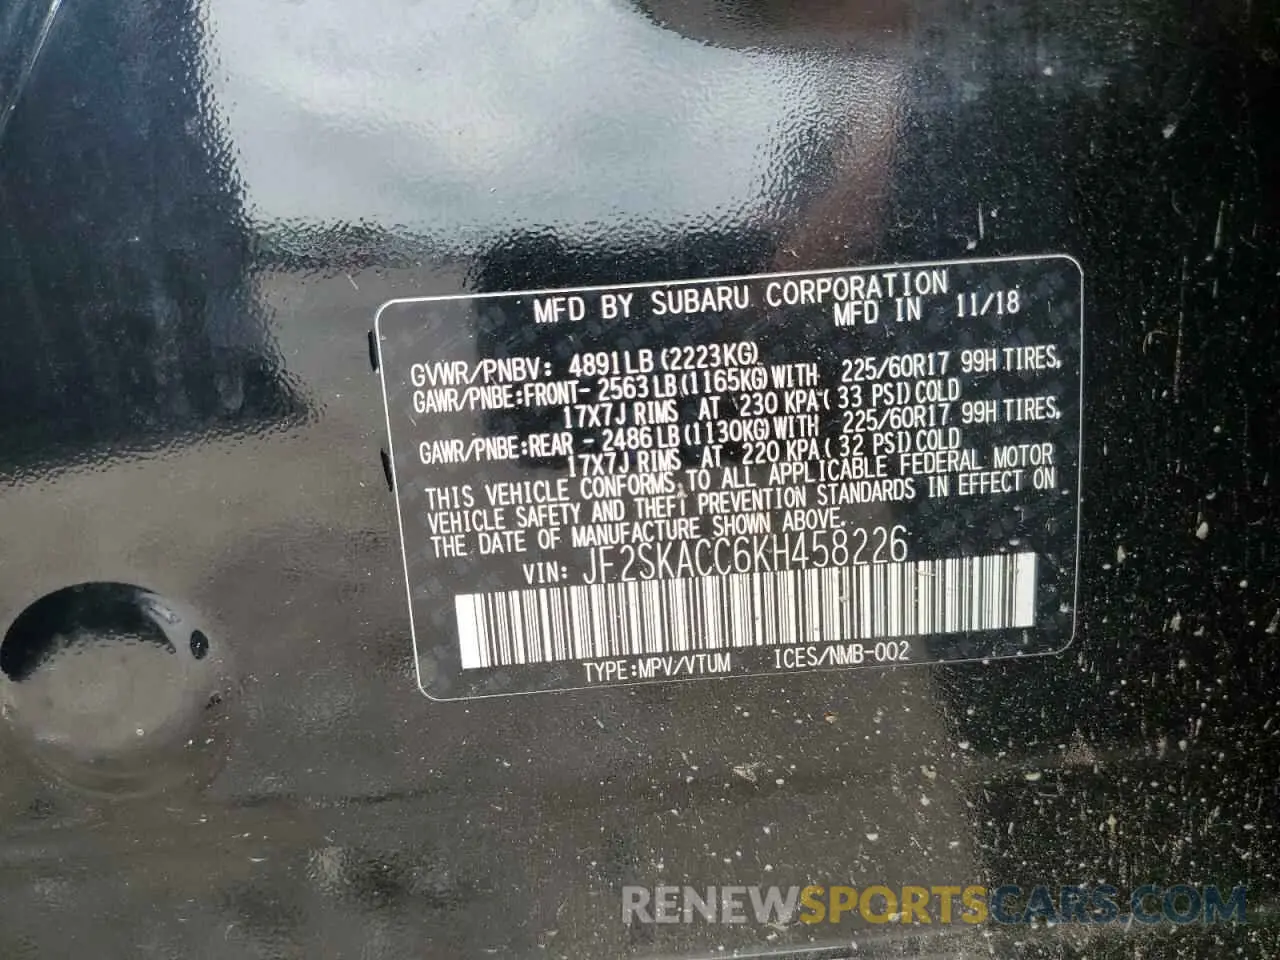 MFD BY SUBARU CORPORATION
MFD IN 11/18
GVWR/PNBV: 4891LB(2223KG)
GAWR/PNBE:FRONT- 2563LB(1165KG)WITH 225/60R17 99H TIRES,
17X7J RIMS AT 230 KPA( 33 PSI)COLD
GAWR/PNBE:REAR - 2486LB(1130KG)WITH 225/60R17 99H TIRES,
17X7J RIMS AT 220 KPA( 32 PSI)COLD
THIS VEHICLE CONFORMS TO ALL APPLICABLE FEDERAL MOTOR
VEHICLE SAFETY AND THEFT PREVENTION STANDARDS IN EFFECT ON
THE DATE OF MANUFACTURE SHOWN ABOVE.
VIN: JF2SKACC6KH458226
TYPE:MPV/VTUM ICES/NMB-002
RENEWSPORTSCARS.COM